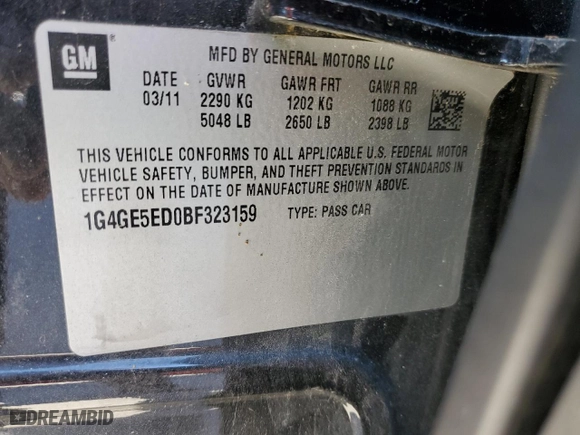 GM
MFD BY GENERAL MOTORS LLC
DATE GVWR GAWR FRT GAWR RR
03/11 2290 KG 1202 KG 1088 KG
5048 LB 2650 LB 2398 LB
THIS VEHICLE CONFORMS TO ALL APPLICABLE U.S. FEDERAL MOTOR
VEHICLE SAFETY, BUMPER, AND THEFT PREVENTION STANDARDS IN
EFFECT ON THE DATE OF MANUFACTURE SHOWN ABOVE.
1G4GE5ED0BF323159 TYPE: PASS CAR
DREAMBID